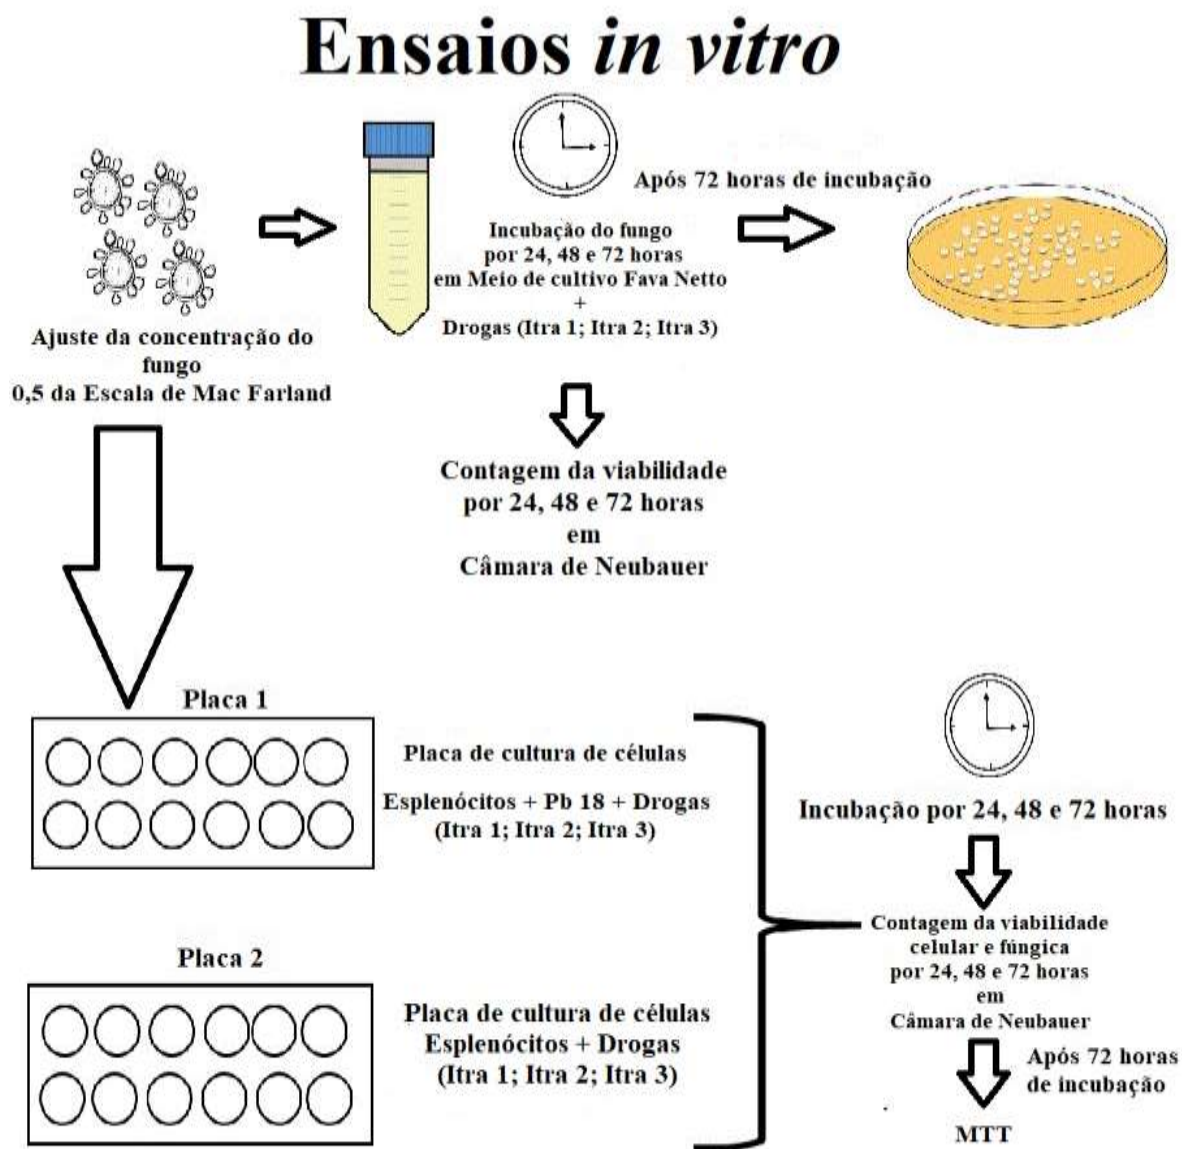 Ensaios in vitro
Após 72 horas de incubação
Incubação do fungo
por 24, 48 e 72 horas
em Meio de cultivo Fava Netto
+
Drogas (Itra 1; Itra 2; Itra 3)
Ajuste da concentração do
fungo
0,5 da Escala de Mac Farland
Contagem da viabilidade
por 24, 48 e 72 horas
em
Câmara de Neubauer
Placa 1
Placa de cultura de células
Esplenócitos + Pb 18 + Drogas
(Itra 1; Itra 2; Itra 3)
Placa 2
Placa de cultura de células
Esplenócitos + Drogas
(Itra 1; Itra 2; Itra 3)
Incubação por 24, 48 e 72 horas
Contagem da viabilidade
celular e fúngica
por 24, 48 e 72 horas
em
Câmara de Neubauer
Após 72 horas
de incubação
MTT